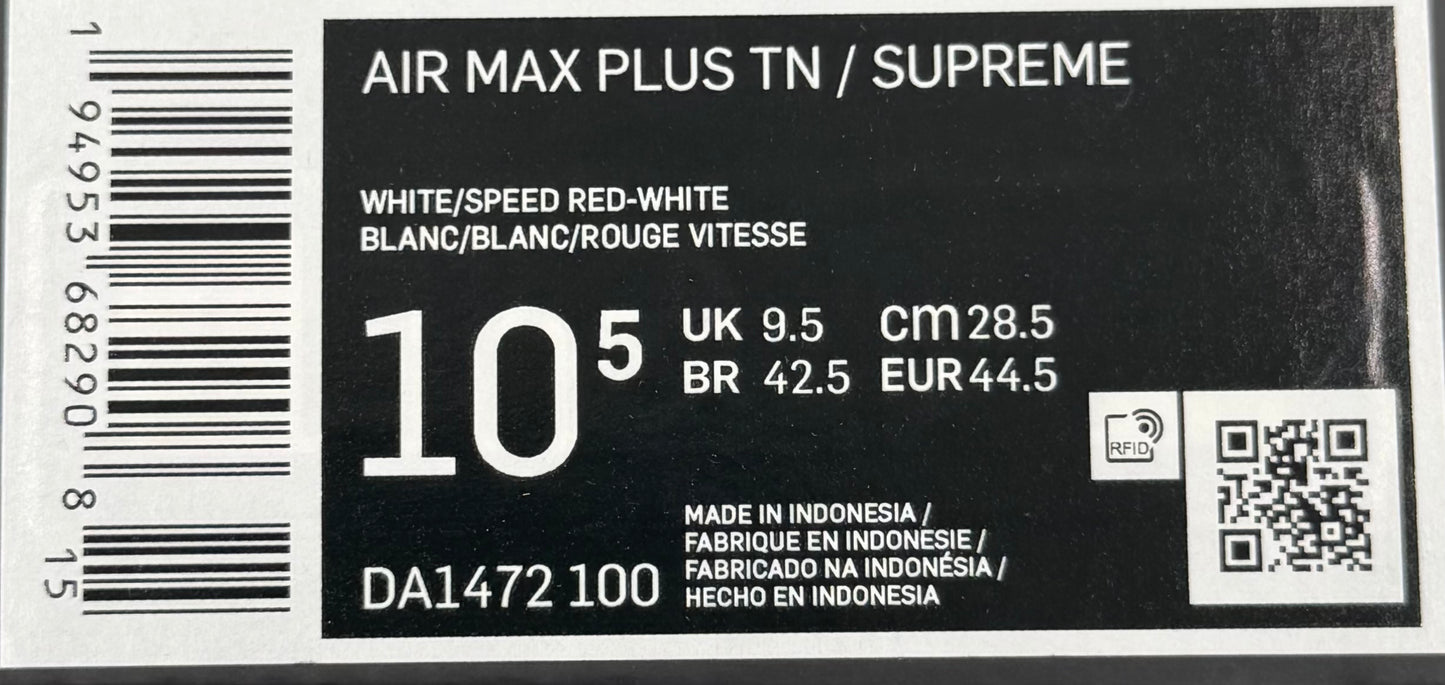 AIR MAX PLUS TN / SUPREME
WHITE/SPEED RED-WHITE
BLANC/BLANC/ROUGE VITESSE
10 5
UK 9.5 CM 28.5
BR 42.5 EUR 44.5
RFID
MADE IN INDONESIA /
FABRIQUE EN INDONESIE /
FABRICADO NA INDONÉSIA /
HECHO EN INDONESIA
DA1472 100
1 94953 68290 8 15